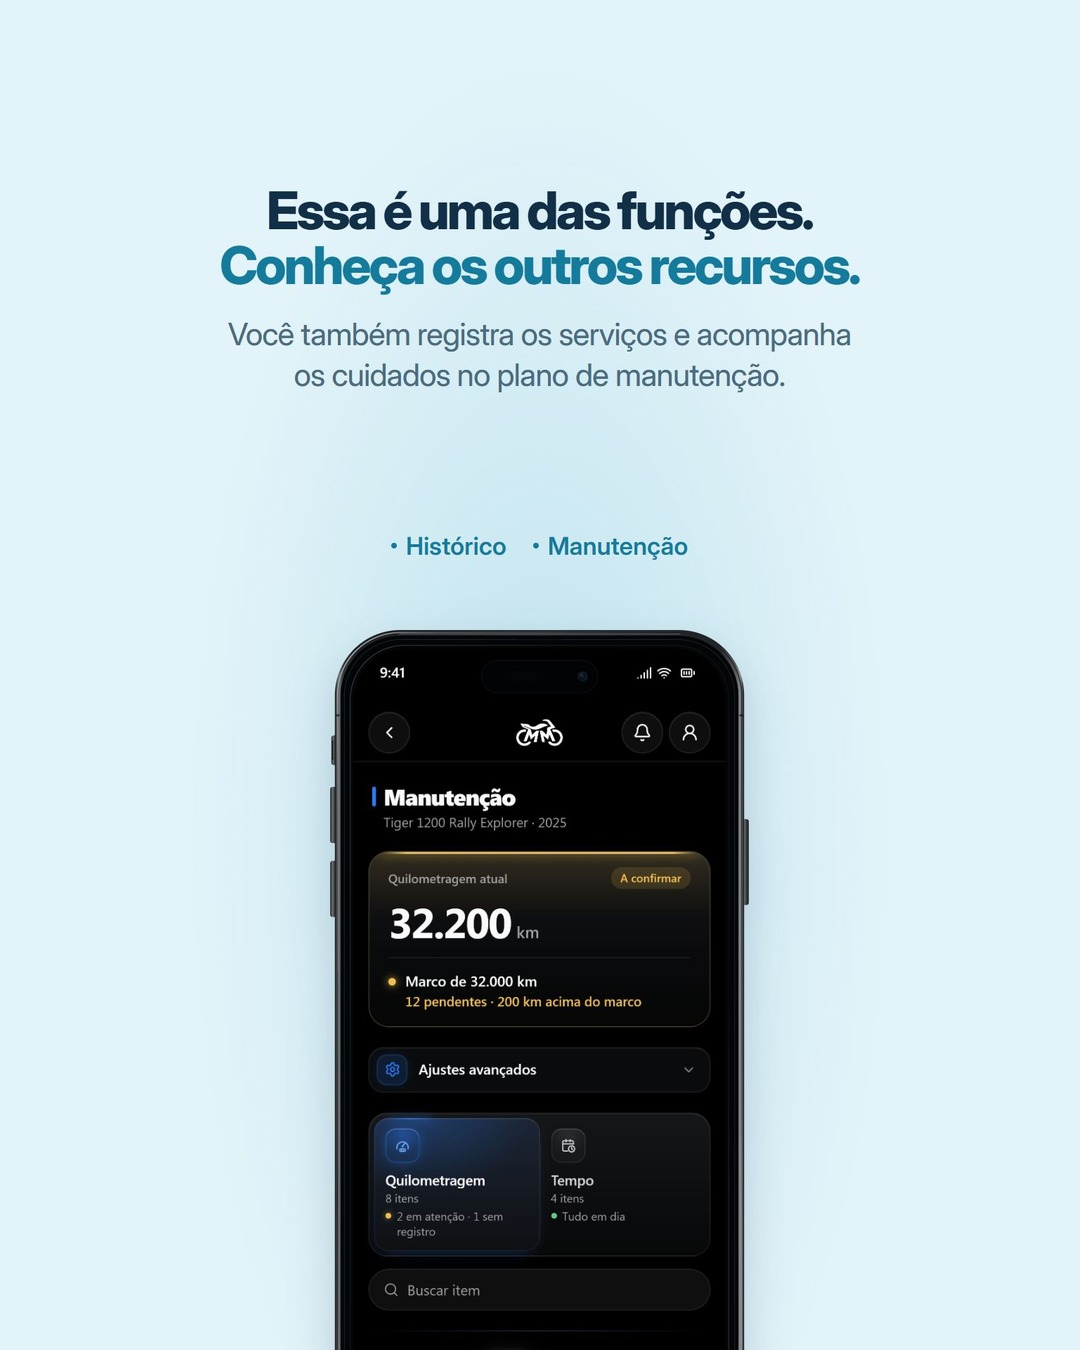 Essa é uma das funções.
Conheça os outros recursos.
Você também registra os serviços e acompanha
os cuidados no plano de manutenção.
• Histórico • Manutenção
9:41
MM
Manutenção
Tiger 1200 Rally Explorer · 2025
Quilometragem atual
A confirmar
32.200 km
Marco de 32.000 km
12 pendentes · 200 km acima do marco
Ajustes avançados
Quilometragem
8 itens
2 em atenção · 1 sem
registro
Tempo
4 itens
Tudo em dia
Buscar item